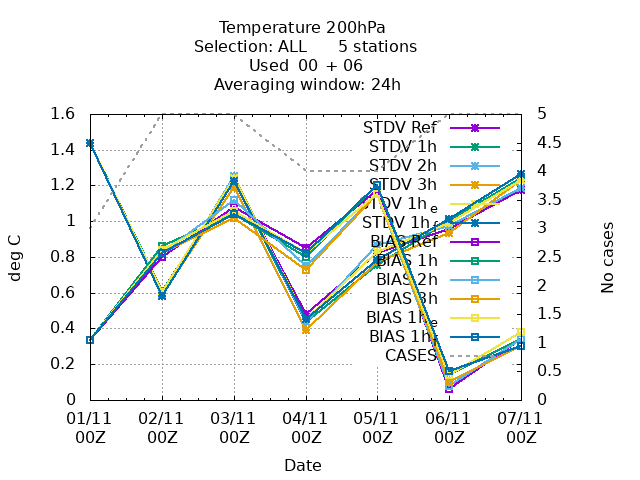 Temperature 200hPa
Selection: ALL 5 stations
Used 00 + 06
Averaging window: 24h
1.6
1.4
1.2
1
0.8
0.6
0.4
0.2
0
deg C
5
4.5
4
3.5
3
2.5
2
1.5
1
0.5
0
No cases
STDV Ref
STDV 1h
STDV 2h
STDV 3h
STDV 1h_e
STDV 1h_f
BIAS Ref
BIAS 1h
BIAS 2h
BIAS 3h
BIAS 1h_e
BIAS 1h_f
CASES
01/11 02/11 03/11 04/11 05/11 06/11 07/11
00Z 00Z 00Z 00Z 00Z 00Z 00Z
Date